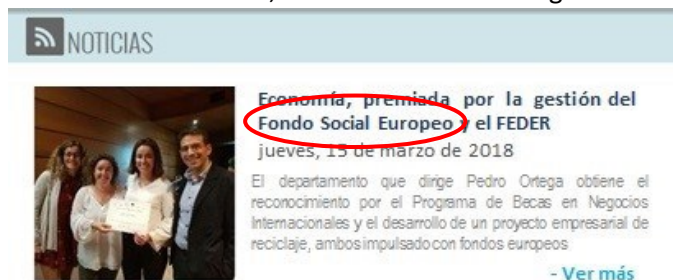 NOTICIAS
Economía, premiada por la gestión del
Fondo Social Europeo y el FEDER
jueves, 15 de marzo de 2018
El departamento que dirige Pedro Ortega obtiene el
reconocimiento por el Programa de Becas en Negocios
Internacionales y el desarrollo de un proyecto empresarial de
reciclaje, ambos impulsado con fondos europeos
- Ver más